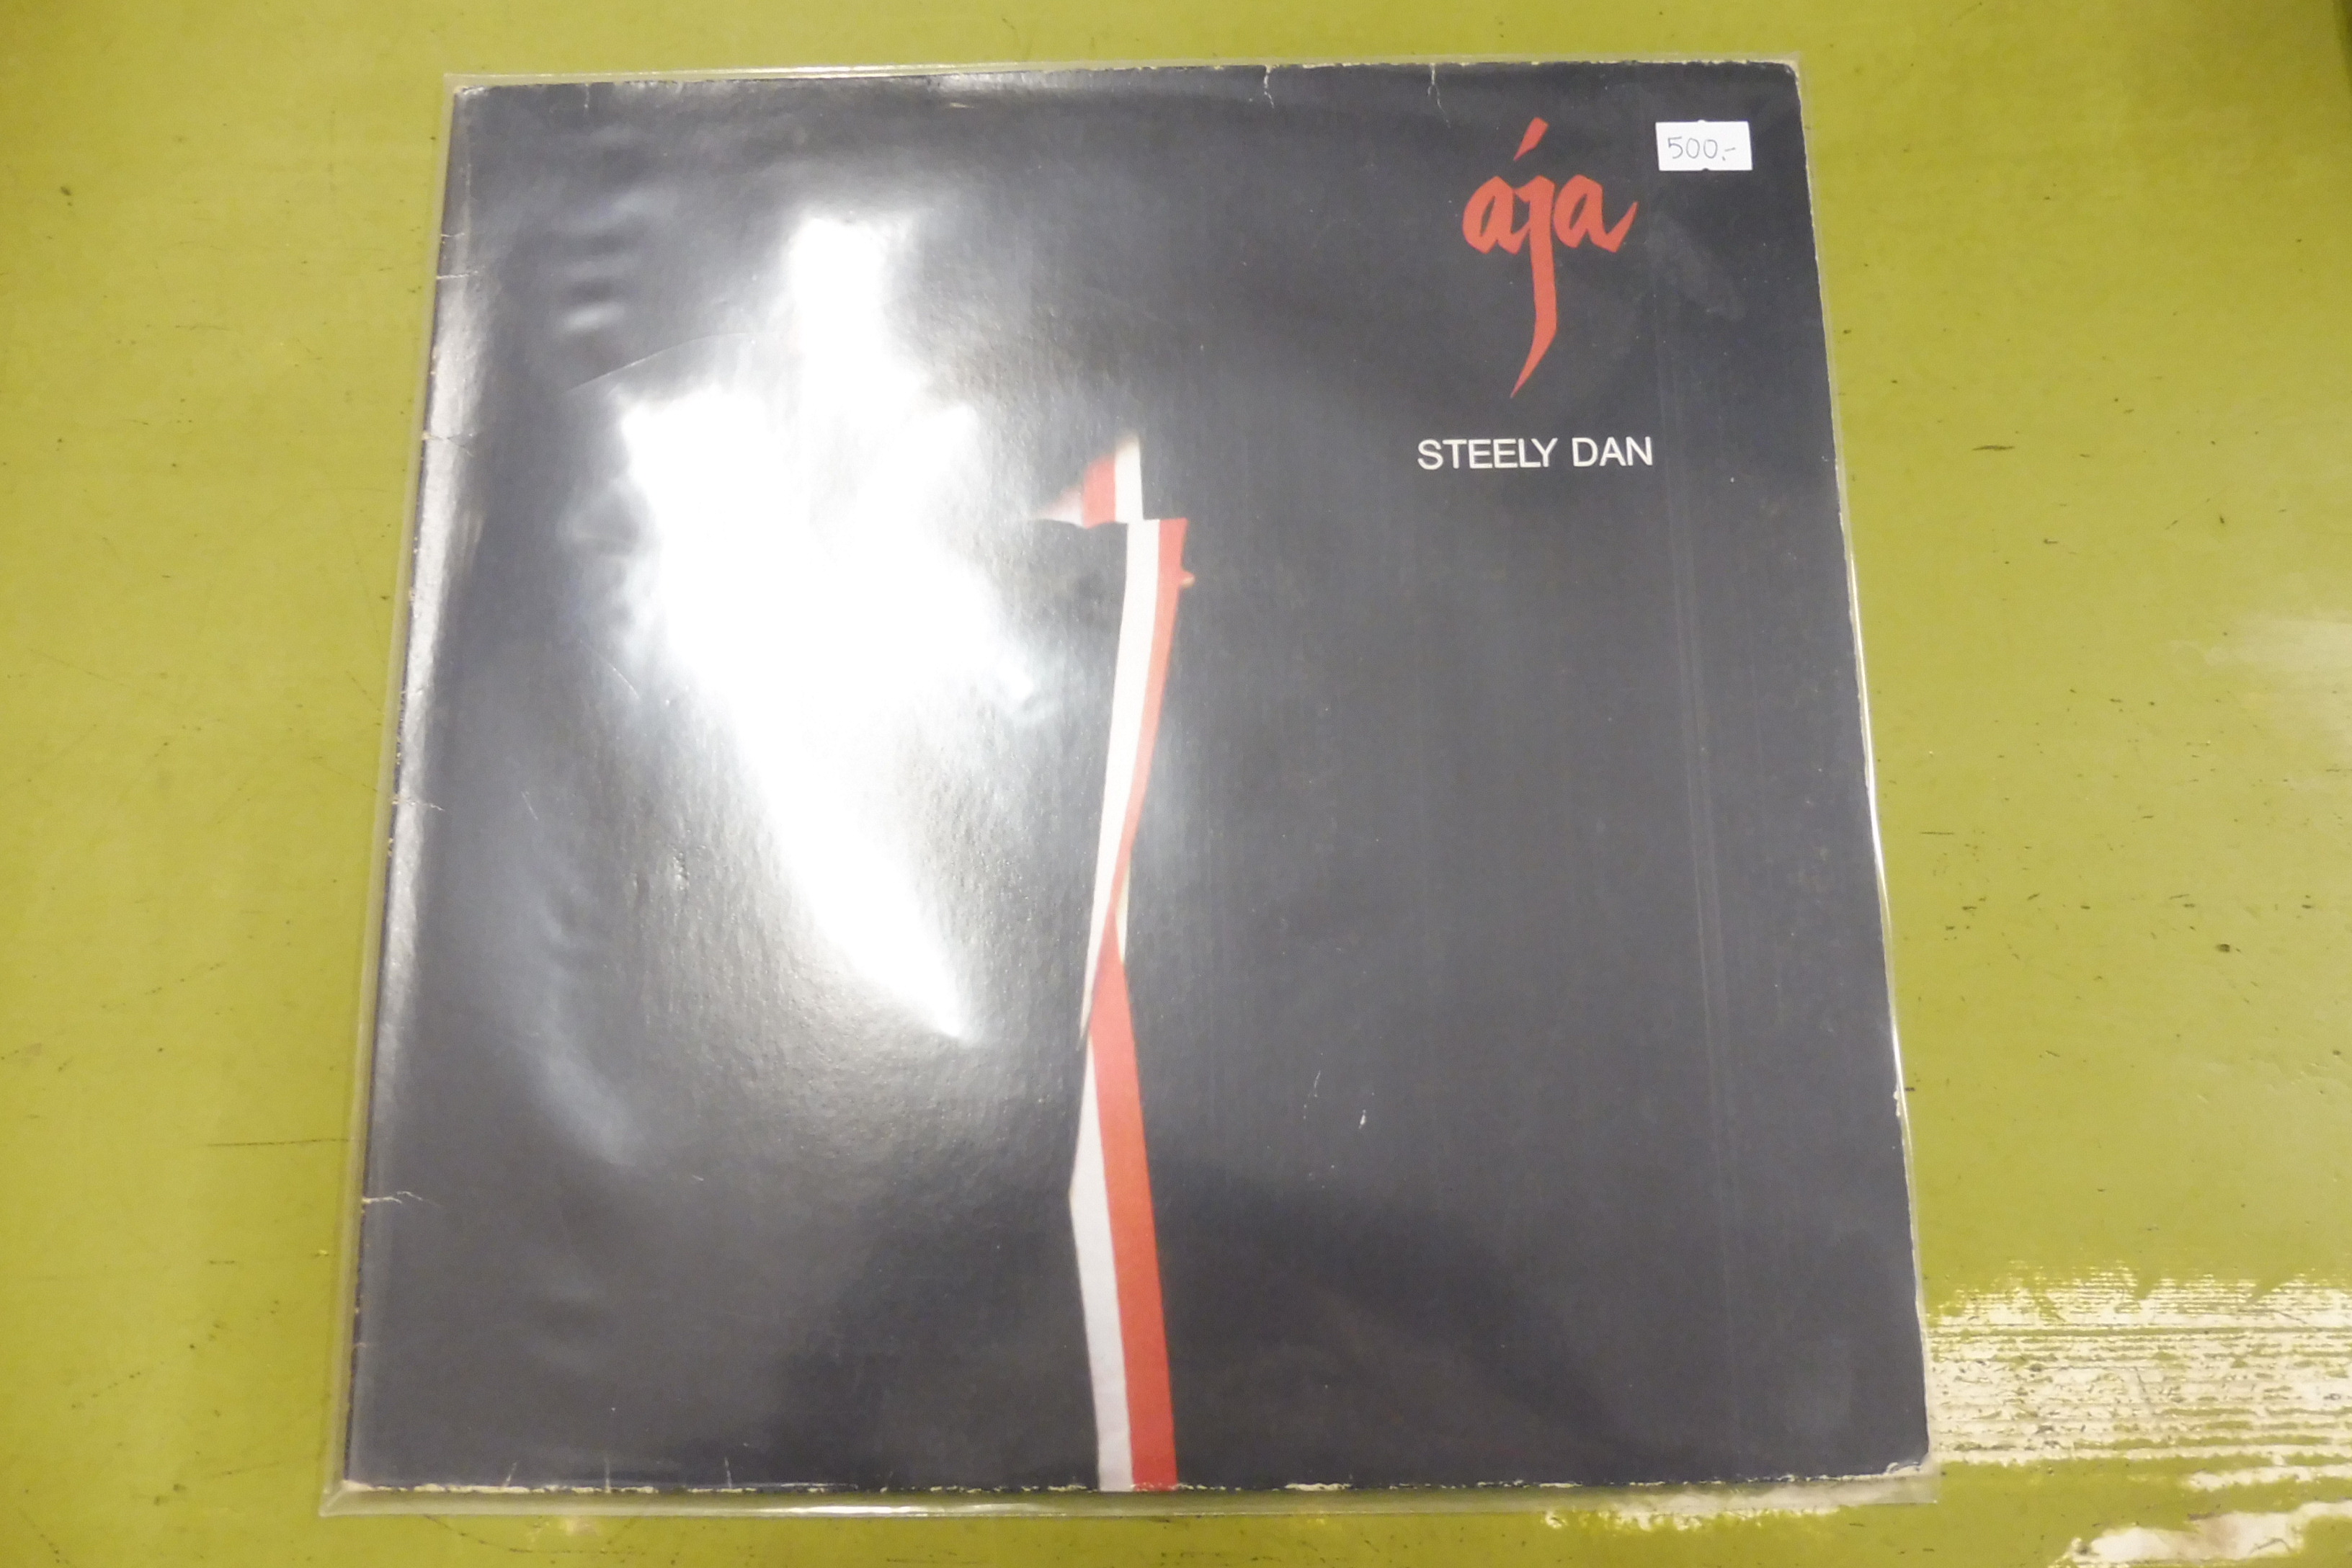 aja
500,-
STEELY DAN